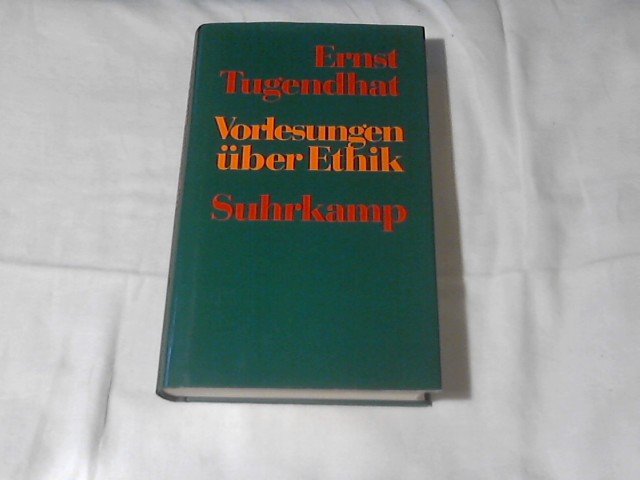 Ernst
Tugendhat
Vorlesungen
über Ethik
Suhrkamp